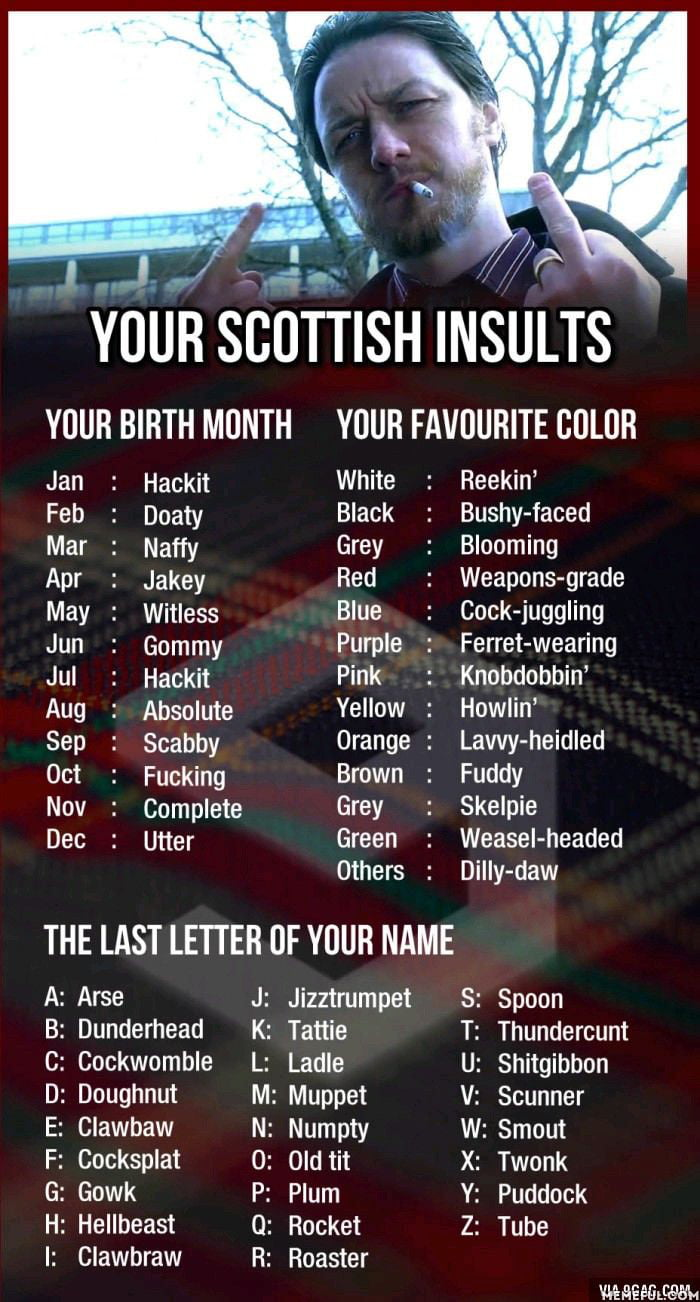 YOUR SCOTTISH INSULTS
YOUR BIRTH MONTH
Jan : Hackit
Feb : Doaty
Mar : Naffy
Apr : Jakey
May : Witless
Jun : Gommy
Jul : Hackit
Aug : Absolute
Sep : Scabby
Oct : Fucking
Nov : Complete
Dec : Utter
YOUR FAVOURITE COLOR
White : Reekin'
Black : Bushy-faced
Grey : Blooming
Red : Weapons-grade
Blue : Cock-juggling
Purple : Ferret-wearing
Pink : Knobdobbin'
Yellow : Howlin'
Orange : Lavvy-heidled
Brown : Fuddy
Grey : Skelpie
Green : Weasel-headed
Others : Dilly-daw
THE LAST LETTER OF YOUR NAME
A: Arse
B: Dunderhead
C: Cockwomble
D: Doughnut
E: Clawbaw
F: Cocksplat
G: Gowk
H: Hellbeast
I: Clawbraw
J: Jizztrumpet
K: Tattie
L: Ladle
M: Muppet
N: Numpty
O: Old tit
P: Plum
Q: Rocket
R: Roaster
S: Spoon
T: Thundercunt
U: Shitgibbon
V: Scunner
W: Smout
X: Twonk
Y: Puddock
Z: Tube
VIA 9GAG.COM
MEMEFUL.COM